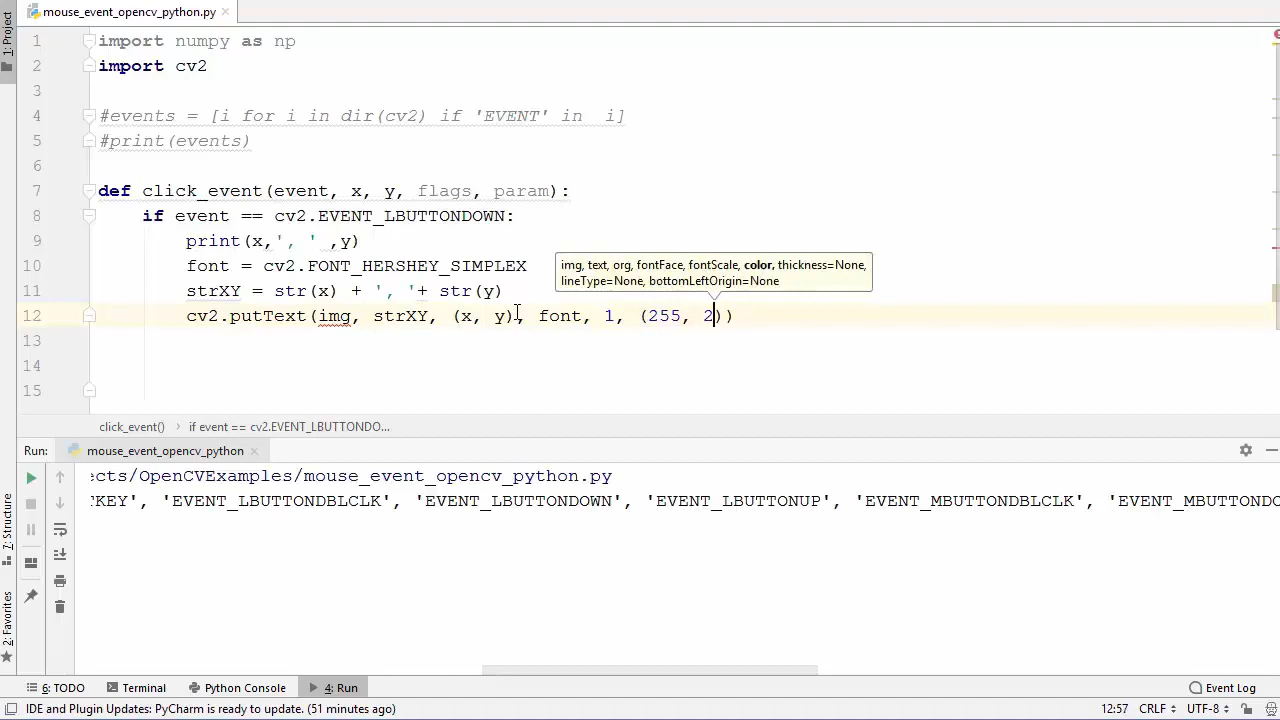 mouse_event_opencv_python.py
1: Project
1 import numpy as np
2 import cv2
3
4 #events = [i for i in dir(cv2) if 'EVENT' in  i]
5 #print(events)
6
7 def click_event(event, x, y, flags, param):
8 if event == cv2.EVENT_LBUTTONDOWN:
9 print(x,', ' ,y)
10 font = cv2.FONT_HERSHEY_SIMPLEX
img, text, org, fontFace, fontScale, color, thickness=None,
lineType=None, bottomLeftOrigin=None
11 strXY = str(x) + ', '+ str(y)
12 cv2.putText(img, strXY, (x, y), font, 1, (255, 2))
13
14
15
click_event() › if event == cv2.EVENT_LBUTTONDO...
Run: mouse_event_opencv_python
ects/OpenCVExamples/mouse_event_opencv_python.py
KEY', 'EVENT_LBUTTONDBLCLK', 'EVENT_LBUTTONDOWN', 'EVENT_LBUTTONUP', 'EVENT_MBUTTONDBLCLK', 'EVENT_MBUTTONDO
7: Structure
2: Favorites
6: TODO Terminal Python Console 4: Run Event Log
IDE and Plugin Updates: PyCharm is ready to update. (51 minutes ago) 12:57 CRLF UTF-8